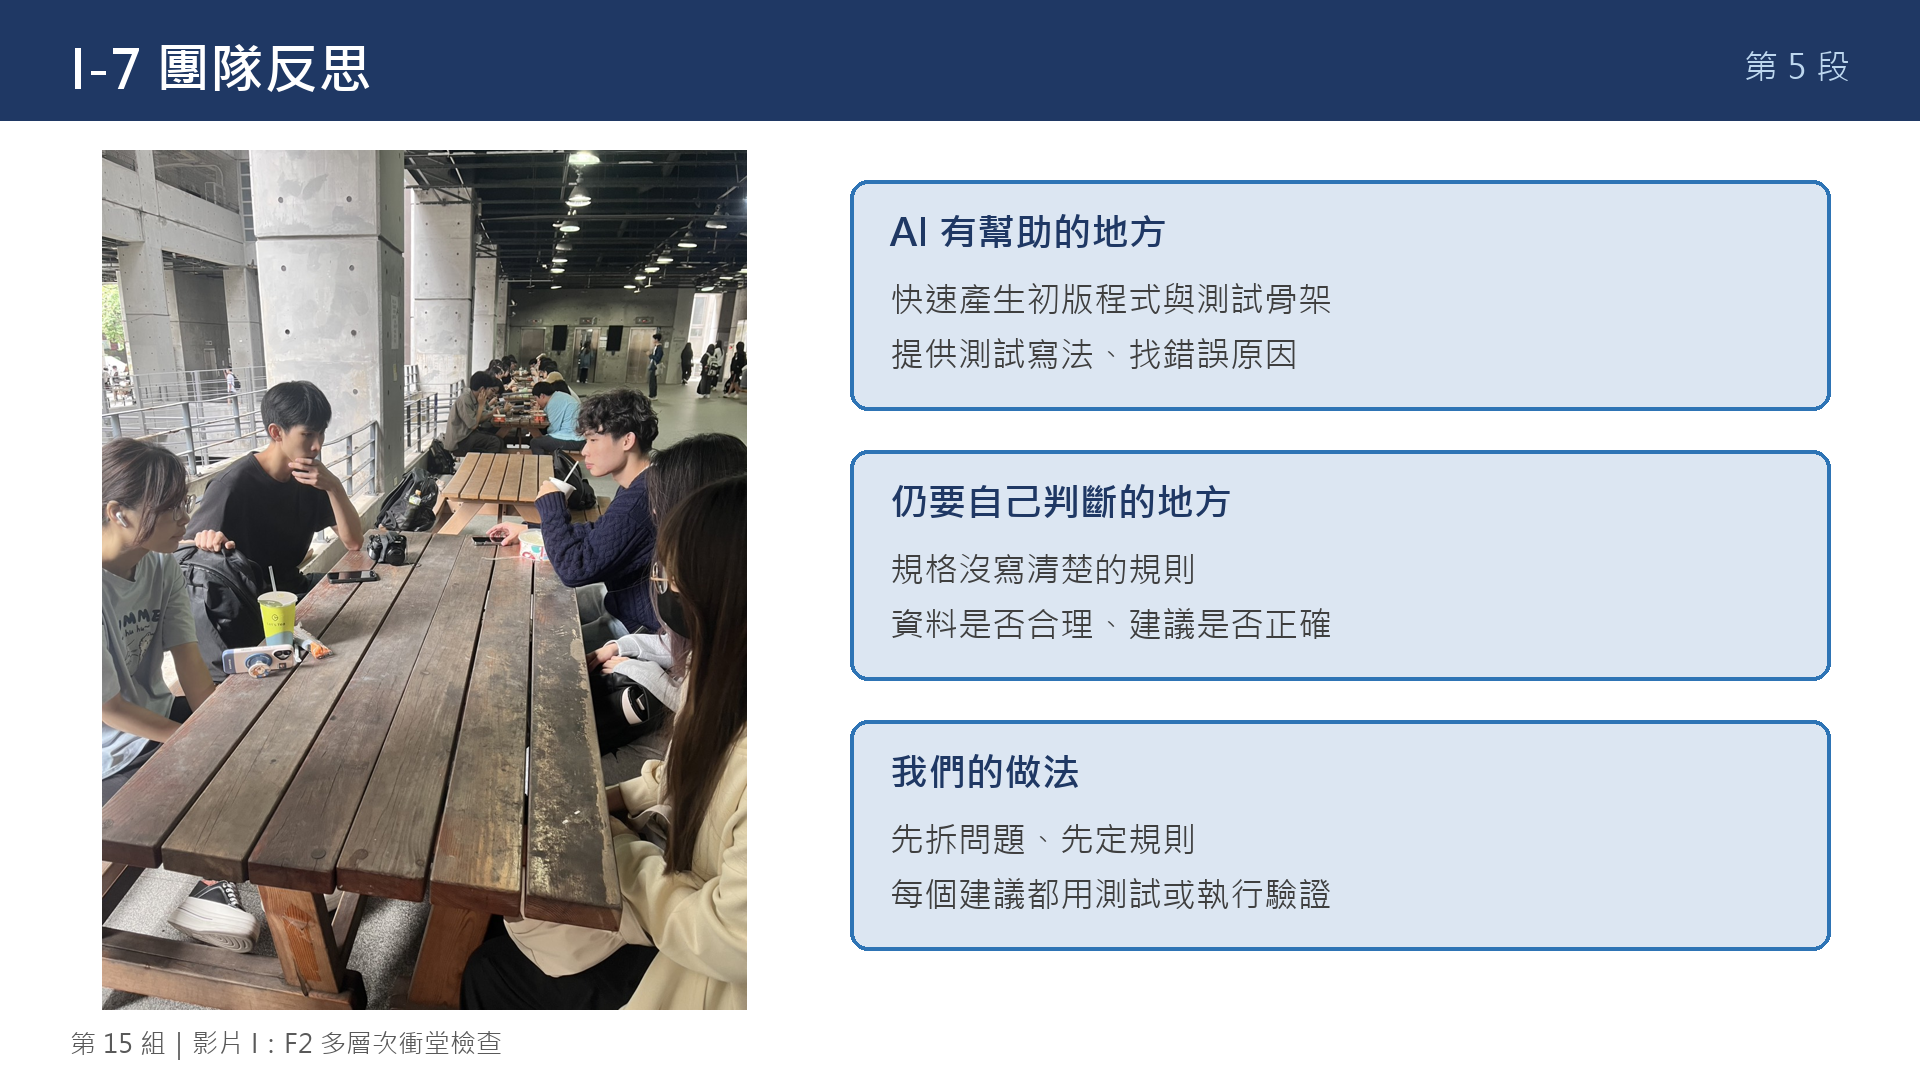 I-7 團隊反思
第 5 段
AI 有幫助的地方
快速產生初版程式與測試骨架
提供測試寫法、找錯誤原因
仍要自己判斷的地方
規格沒寫清楚的規則
資料是否合理、建議是否正確
我們的做法
先拆問題、先定規則
每個建議都用測試或執行驗證
第 15 組｜影片 I：F2 多層次衝堂檢查